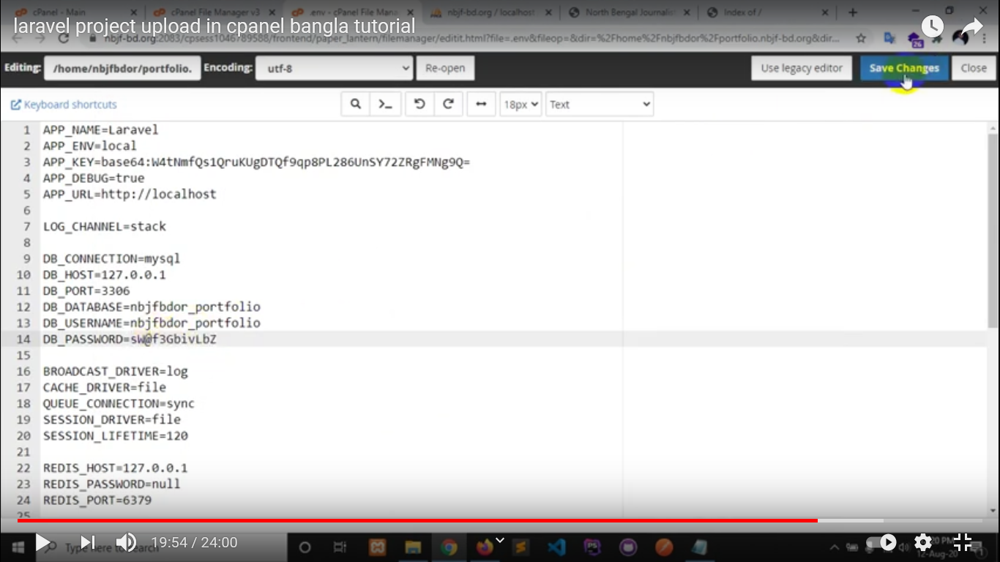 cPanel - Main
cPanel File Manager v3
.env - cPanel File Mana
nbjf-bd.org / localhost
North Bengal Journalis
Index of /
laravel project upload in cpanel bangla tutorial
nbjf-bd.org:2083/cpsess1046789588/frontend/paper_lantern/filemanager/editit.html?file=.env&fileop=&dir=%2Fhome%2Fnbjfbdor%2Fportfolio.nbjf-bd.org&dir...
26
Editing: /home/nbjfbdor/portfolio. Encoding: utf-8 Re-open Use legacy editor Save Changes Close
Keyboard shortcuts 18px Text
1 APP_NAME=Laravel
2 APP_ENV=local
3 APP_KEY=base64:W4tNmfQs1QruKUgDTQf9qp8PL286UnSY72ZRgFMNg9Q=
4 APP_DEBUG=true
5 APP_URL=http://localhost
6
7 LOG_CHANNEL=stack
8
9 DB_CONNECTION=mysql
10 DB_HOST=127.0.0.1
11 DB_PORT=3306
12 DB_DATABASE=nbjfbdor_portfolio
13 DB_USERNAME=nbjfbdor_portfolio
14 DB_PASSWORD=sW@f3GbivLbZ
15
16 BROADCAST_DRIVER=log
17 CACHE_DRIVER=file
18 QUEUE_CONNECTION=sync
19 SESSION_DRIVER=file
20 SESSION_LIFETIME=120
21
22 REDIS_HOST=127.0.0.1
23 REDIS_PASSWORD=null
24 REDIS_PORT=6379
25
Type here to search
19:54 / 24:00
12-Aug-20